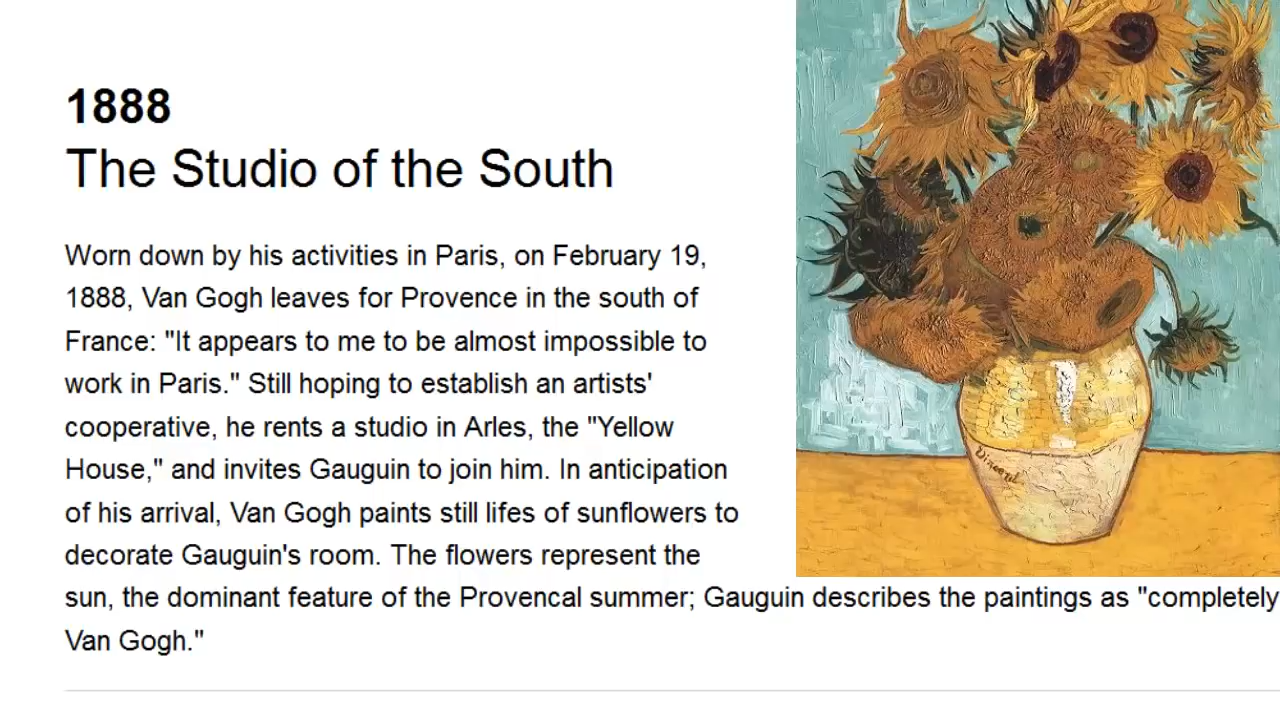 1888
The Studio of the South
Worn down by his activities in Paris, on February 19,
1888, Van Gogh leaves for Provence in the south of
France: "It appears to me to be almost impossible to
work in Paris." Still hoping to establish an artists'
cooperative, he rents a studio in Arles, the "Yellow
House," and invites Gauguin to join him. In anticipation
of his arrival, Van Gogh paints still lifes of sunflowers to
decorate Gauguin's room. The flowers represent the
sun, the dominant feature of the Provencal summer; Gauguin describes the paintings as "completely
Van Gogh."
Vincent